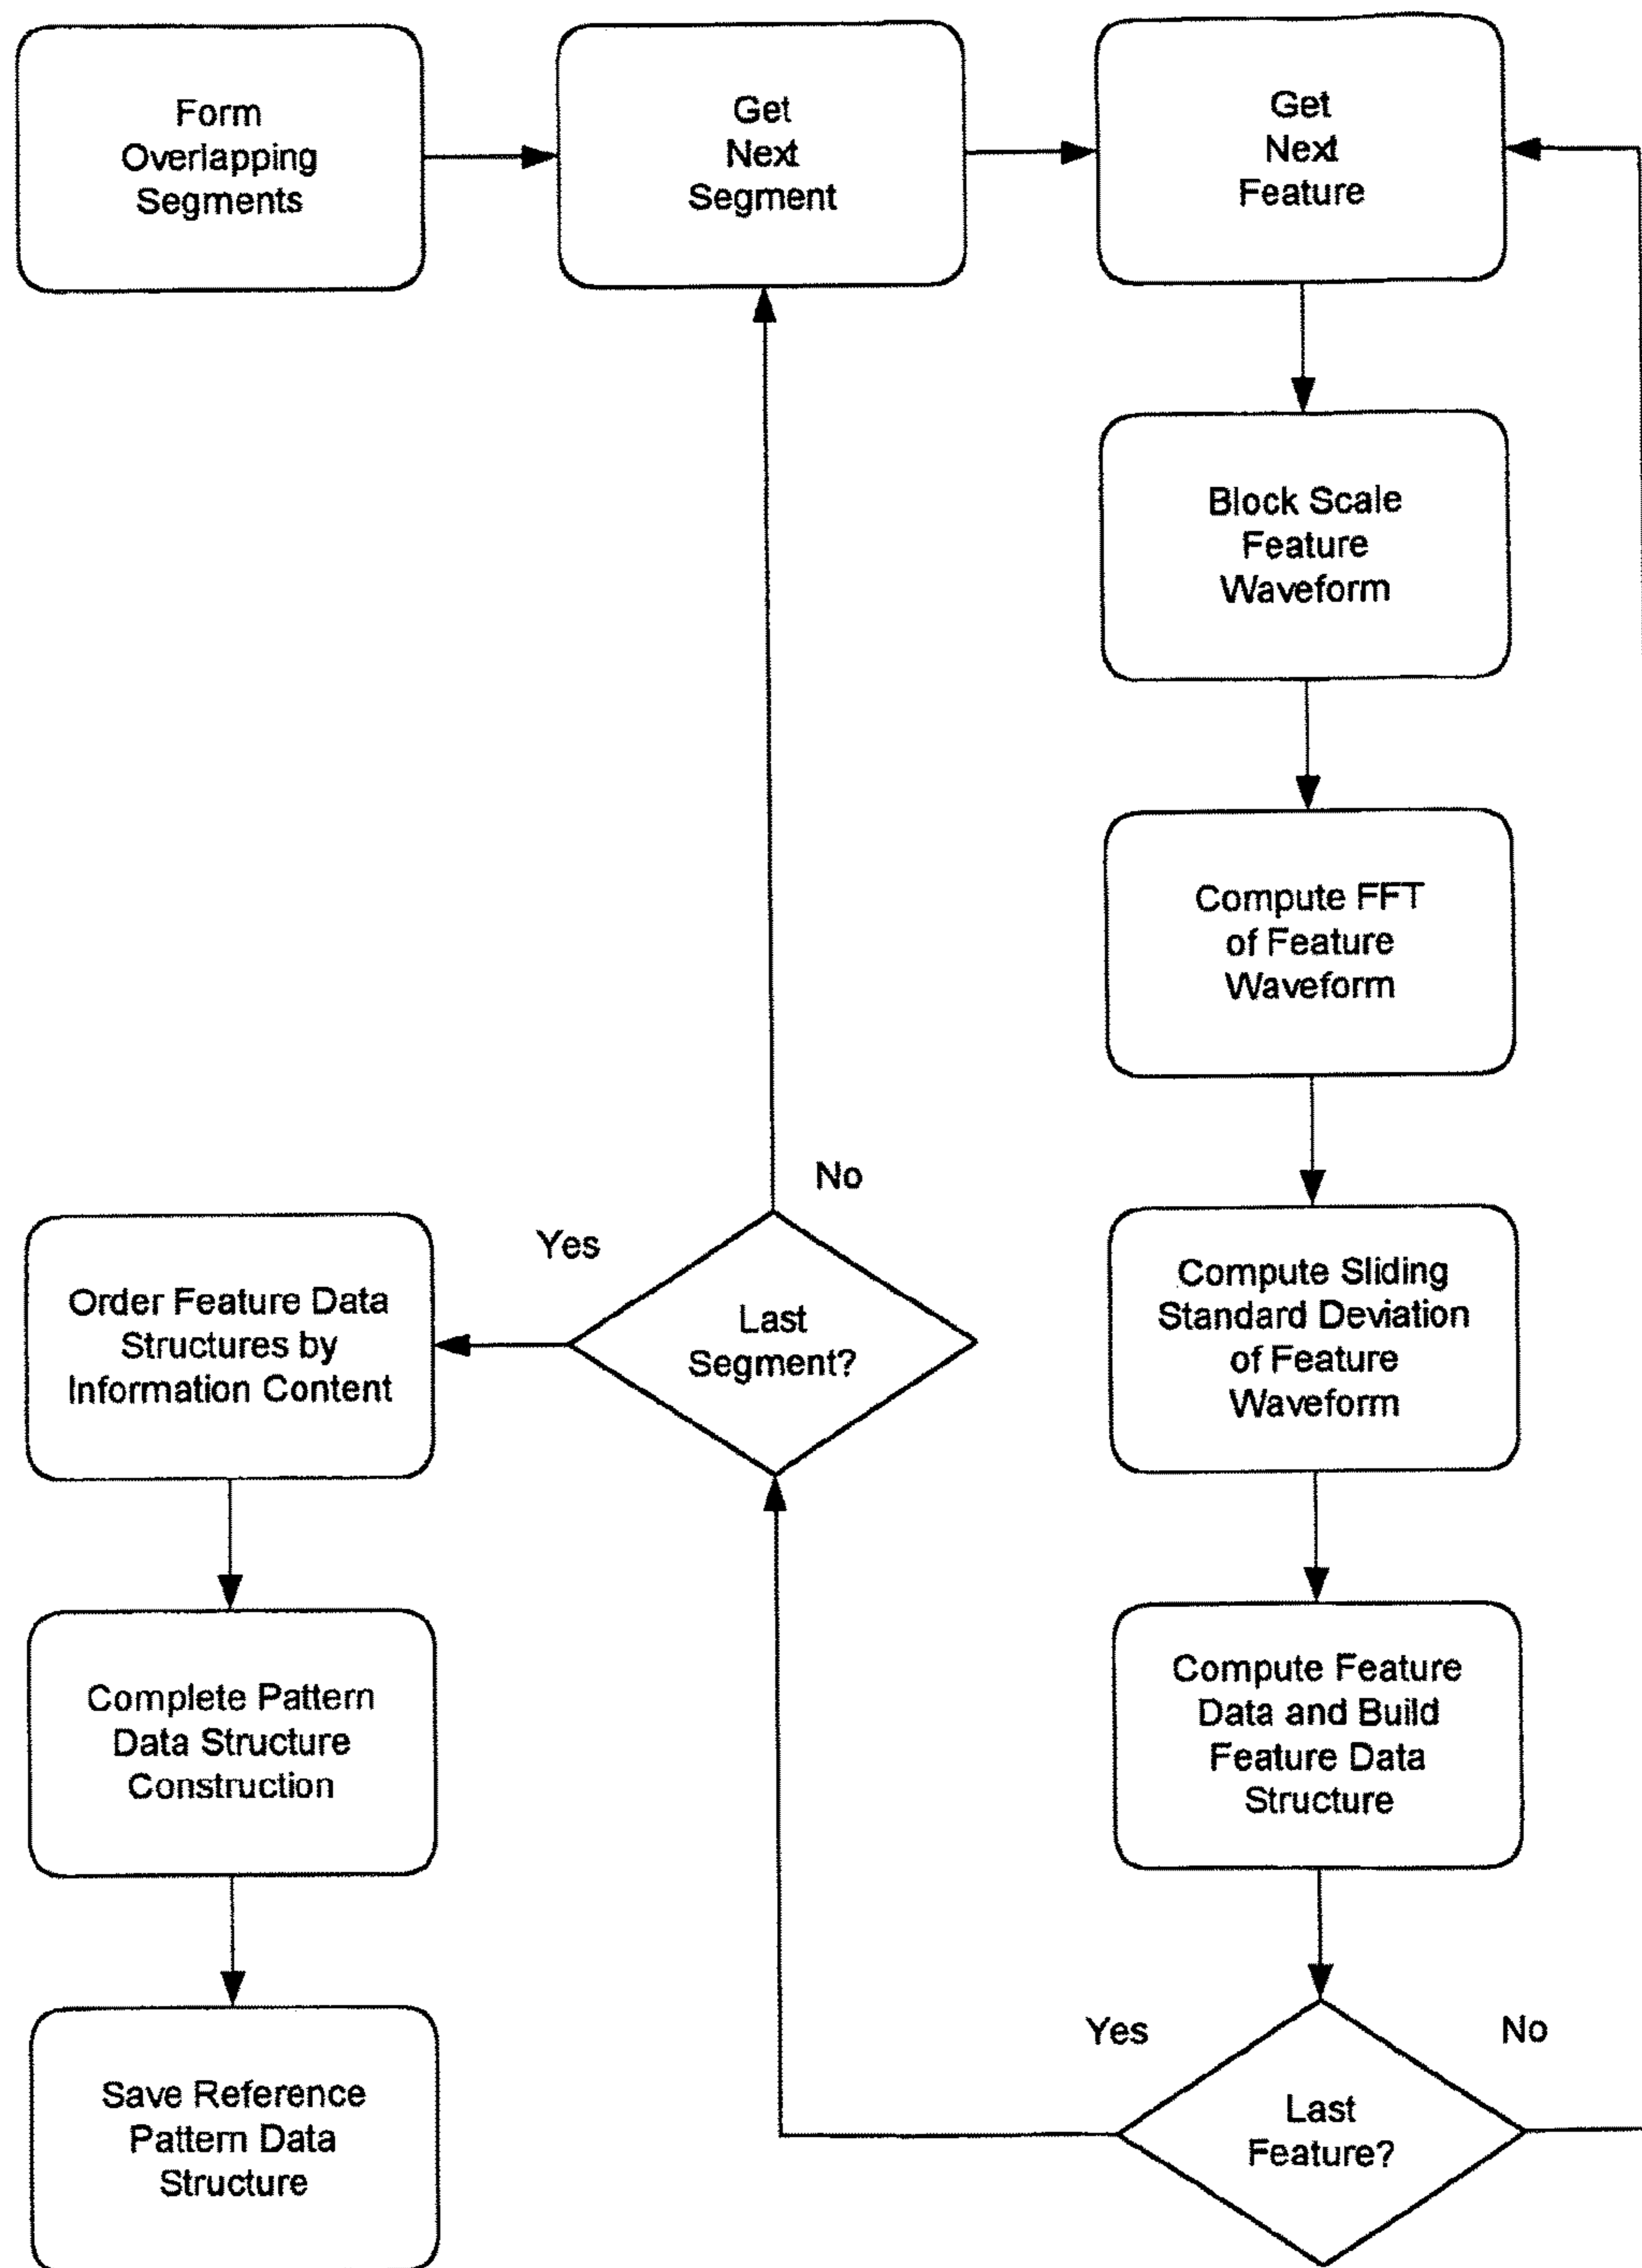 Form
Overlapping
Segments
Get
Next
Segment
Get
Next
Feature
Block Scale
Feature
Waveform
Compute FFT
of Feature
Waveform
Compute Sliding
Standard Deviation
of Feature
Waveform
Compute Feature
Data and Build
Feature Data
Structure
Last
Feature?
Yes
No
Last
Segment?
No
Yes
Order Feature Data
Structures by
Information Content
Complete Pattern
Data Structure
Construction
Save Reference
Pattern Data
Structure